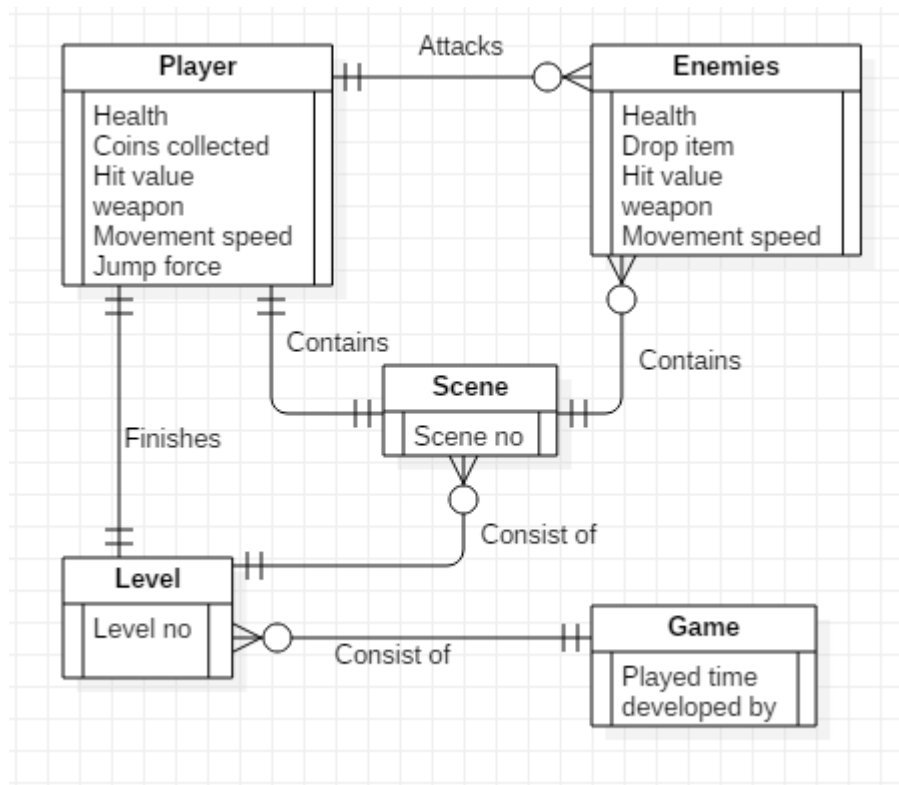 Attacks
Player
Health
Coins collected
Hit value
weapon
Movement speed
Jump force
Enemies
Health
Drop item
Hit value
weapon
Movement speed
Contains
Contains
Scene
Scene no
Finishes
Consist of
Level
Level no
Consist of
Game
Played time
developed by